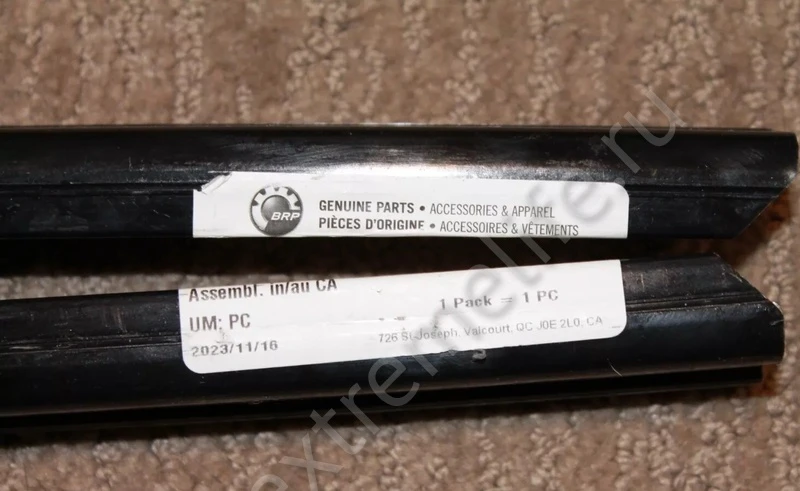 BRP
GENUINE PARTS • ACCESSORIES & APPAREL
PIÈCES D'ORIGINE • ACCESSOIRES & VÊTEMENTS
Assembl. in/au CA
UM: PC
1 Pack = 1 PC
2023/11/16
726 St-Joseph, Valcourt, QC J0E 2L0, CA
extremelife.ru